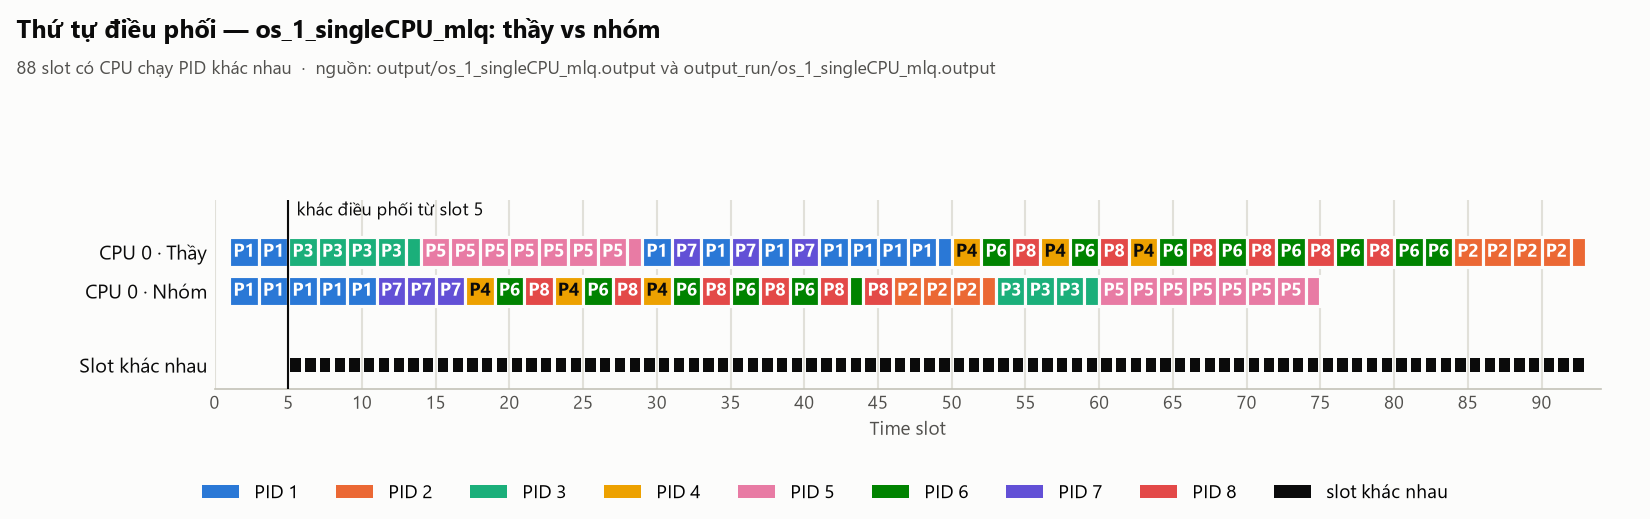 Thứ tự điều phối — os_1_singleCPU_mlq: thầy vs nhóm
88 slot có CPU chạy PID khác nhau · nguồn: output/os_1_singleCPU_mlq.output và output_run/os_1_singleCPU_mlq.output
khác điều phối từ slot 5
CPU 0 · Thầy P1 P1 P3 P3 P3 P3 P5 P5 P5 P5 P5 P5 P5 P1 P7 P1 P7 P1 P7 P1 P1 P1 P1 P4 P6 P8 P4 P6 P8 P4 P6 P8 P6 P8 P6 P8 P6 P8 P6 P6 P2 P2 P2 P2
CPU 0 · Nhóm P1 P1 P1 P1 P1 P7 P7 P7 P4 P6 P8 P4 P6 P8 P4 P6 P8 P6 P8 P6 P8 P8 P2 P2 P2 P3 P3 P3 P5 P5 P5 P5 P5 P5 P5
Slot khác nhau
0 5 10 15 20 25 30 35 40 45 50 55 60 65 70 75 80 85 90
Time slot
PID 1 PID 2 PID 3 PID 4 PID 5 PID 6 PID 7 PID 8 slot khác nhau